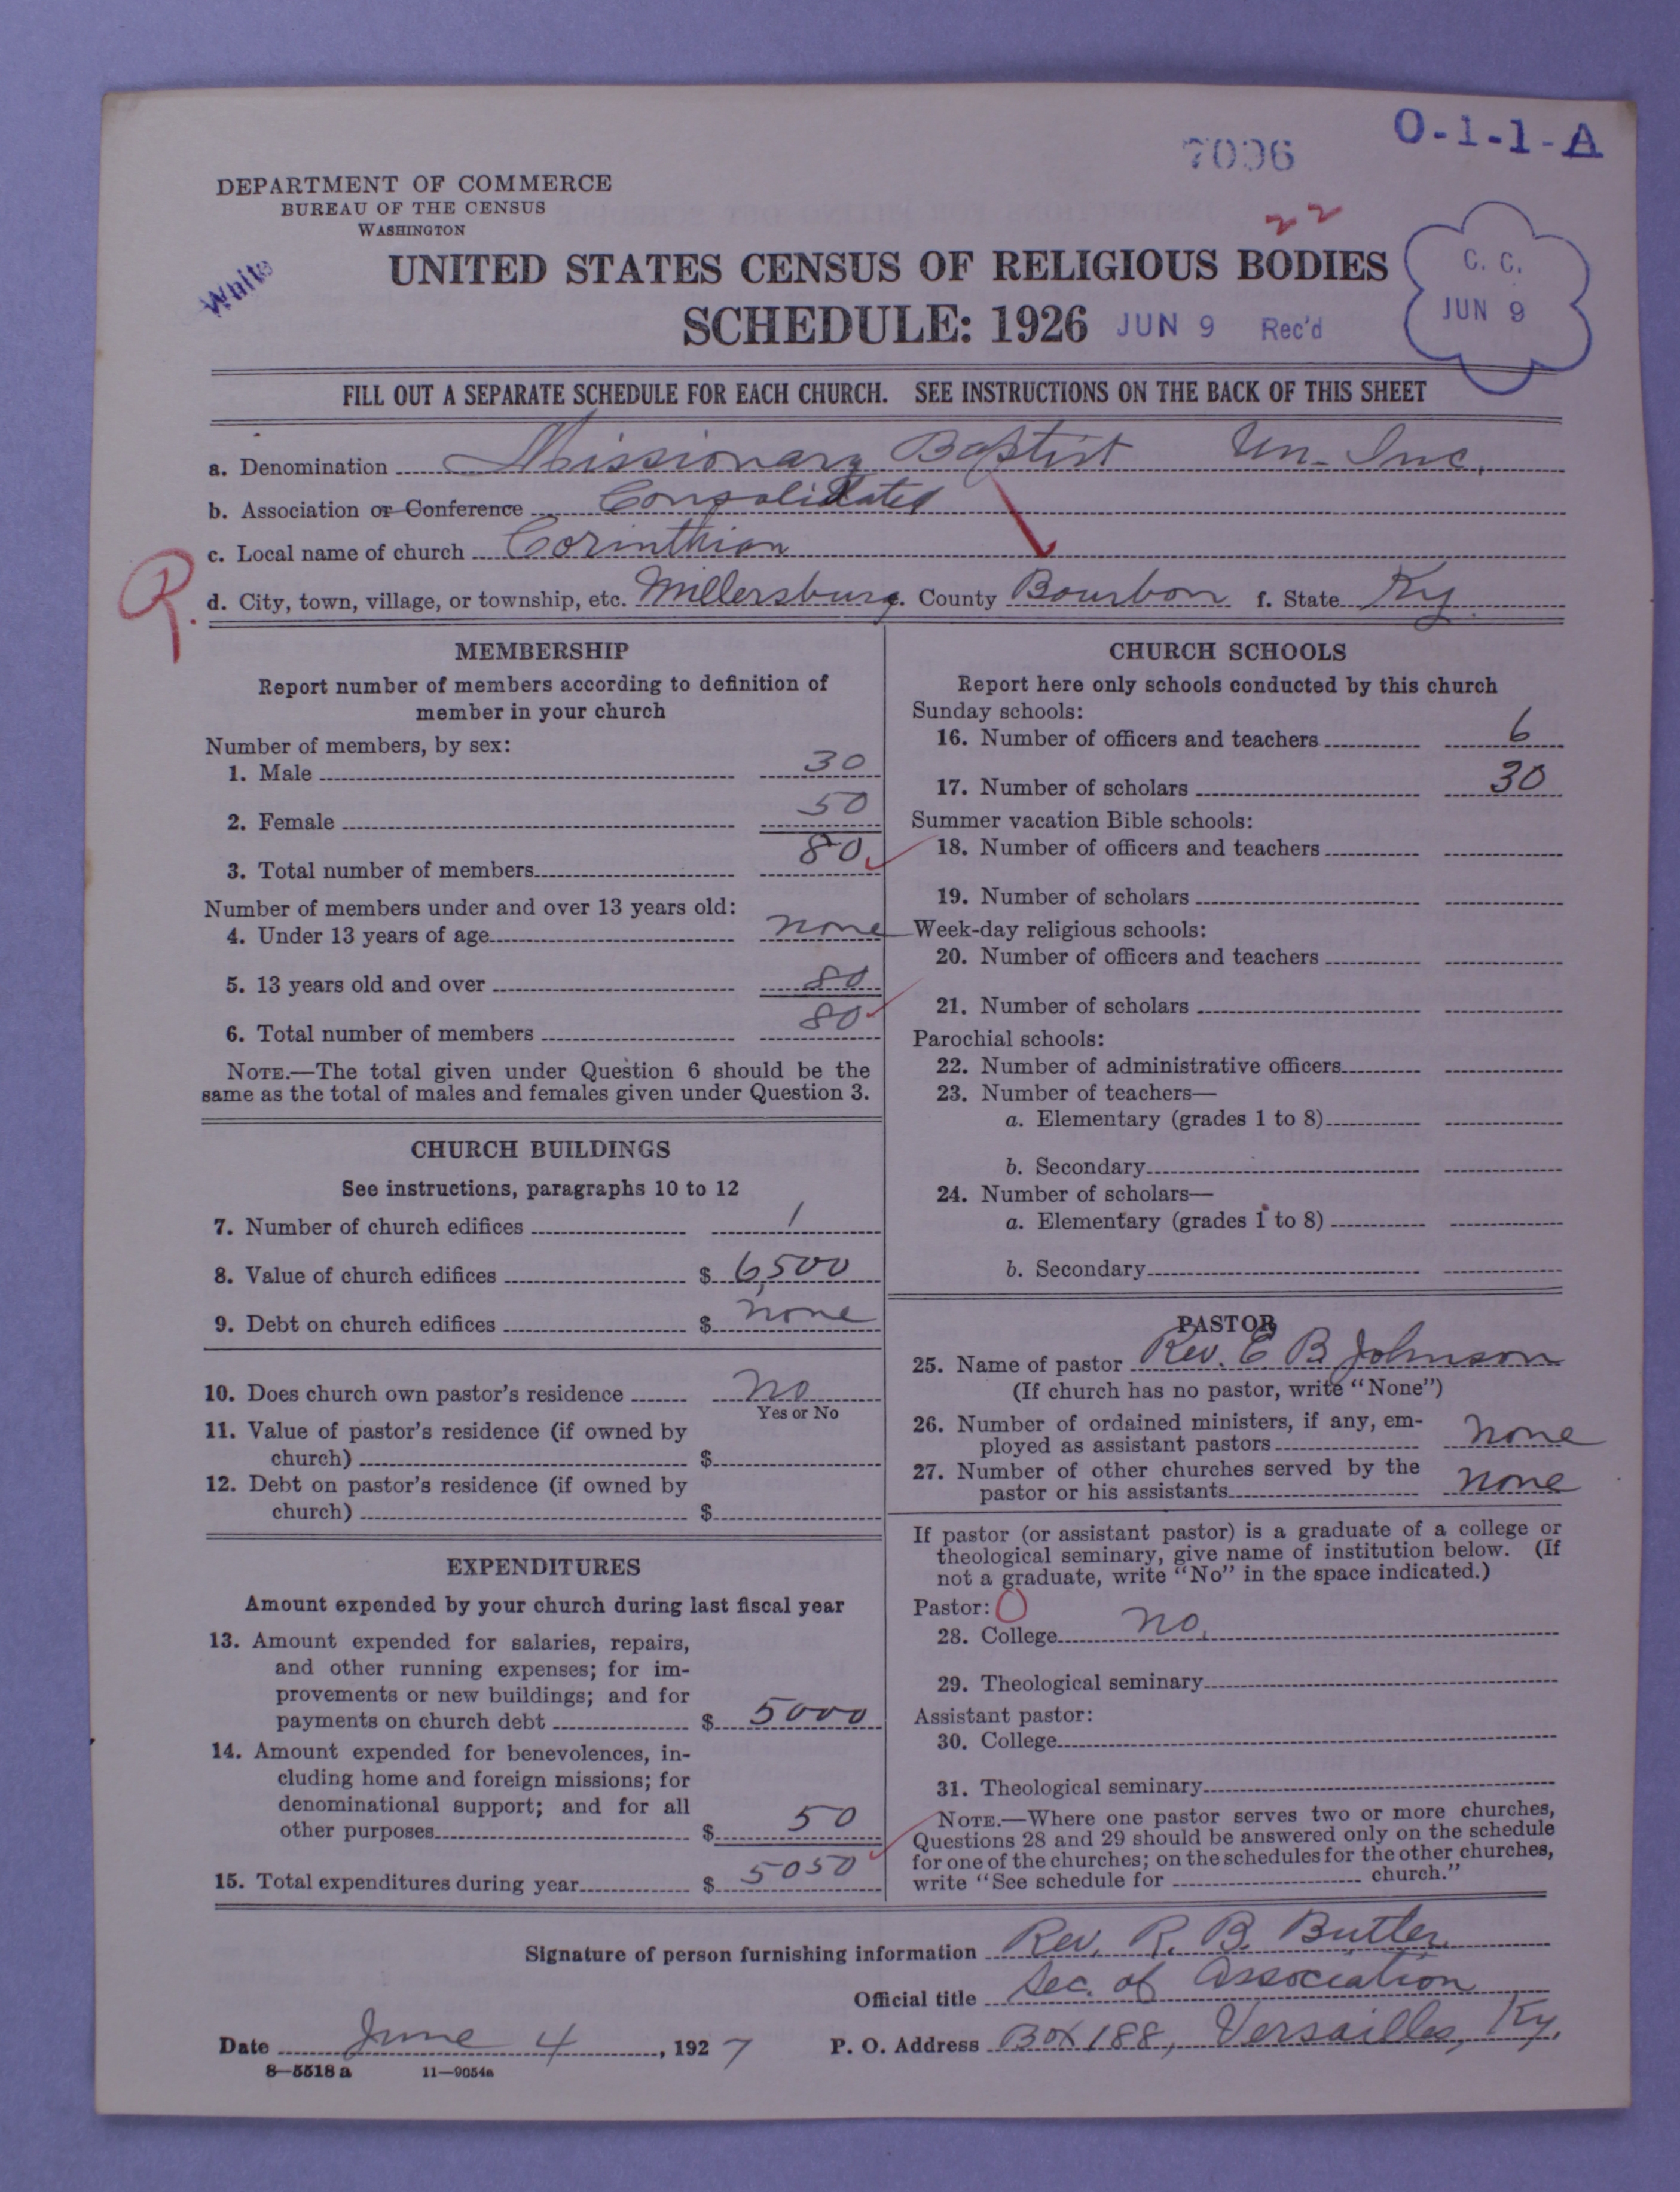 O-1-1-A
7096
DEPARTMENT OF COMMERCE
BUREAU OF THE CENSUS
WASHINGTON
22
White
UNITED STATES CENSUS OF RELIGIOUS BODIES
C. C.
JUN 9
SCHEDULE: 1926 JUN 9 Rec'd
FILL OUT A SEPARATE SCHEDULE FOR EACH CHURCH. SEE INSTRUCTIONS ON THE BACK OF THIS SHEET
a. Denomination Missionary Baptist Un-Inc.
b. Association or Conference Consolidated
c. Local name of church Corinthian
R.
d. City, town, village, or township, etc. Millersburg e. County Bourbon f. State Ky.
MEMBERSHIP
Report number of members according to definition of
member in your church
Number of members, by sex:
1. Male 30
2. Female 50
3. Total number of members 80
Number of members under and over 13 years old:
4. Under 13 years of age none
5. 13 years old and over 80
6. Total number of members 80
NOTE.—The total given under Question 6 should be the
same as the total of males and females given under Question 3.
CHURCH BUILDINGS
See instructions, paragraphs 10 to 12
7. Number of church edifices 1
8. Value of church edifices $ 6,500
9. Debt on church edifices $ none
10. Does church own pastor's residence no
Yes or No
11. Value of pastor's residence (if owned by
church) $
12. Debt on pastor's residence (if owned by
church) $
EXPENDITURES
Amount expended by your church during last fiscal year
13. Amount expended for salaries, repairs,
and other running expenses; for im-
provements or new buildings; and for
payments on church debt $ 5000
14. Amount expended for benevolences, in-
cluding home and foreign missions; for
denominational support; and for all
other purposes $ 50
15. Total expenditures during year $ 5050
CHURCH SCHOOLS
Report here only schools conducted by this church
Sunday schools:
16. Number of officers and teachers 6
17. Number of scholars 30
Summer vacation Bible schools:
18. Number of officers and teachers
19. Number of scholars
Week-day religious schools:
20. Number of officers and teachers
21. Number of scholars
Parochial schools:
22. Number of administrative officers
23. Number of teachers—
a. Elementary (grades 1 to 8)
b. Secondary
24. Number of scholars—
a. Elementary (grades 1 to 8)
b. Secondary
PASTOR
25. Name of pastor Rev. E B Johnson
(If church has no pastor, write "None")
26. Number of ordained ministers, if any, em-
ployed as assistant pastors none
27. Number of other churches served by the
pastor or his assistants none
If pastor (or assistant pastor) is a graduate of a college or
theological seminary, give name of institution below. (If
not a graduate, write "No" in the space indicated.)
Pastor: O
28. College no.
29. Theological seminary
Assistant pastor:
30. College
31. Theological seminary
NOTE.—Where one pastor serves two or more churches,
Questions 28 and 29 should be answered only on the schedule
for one of the churches; on the schedules for the other churches,
write "See schedule for church."
Signature of person furnishing information Rev. R. B. Butler
Official title Sec. of Association
Date June 4, 1927 P. O. Address Box 188, Versailles, Ky.
8—5518 a 11—9054a